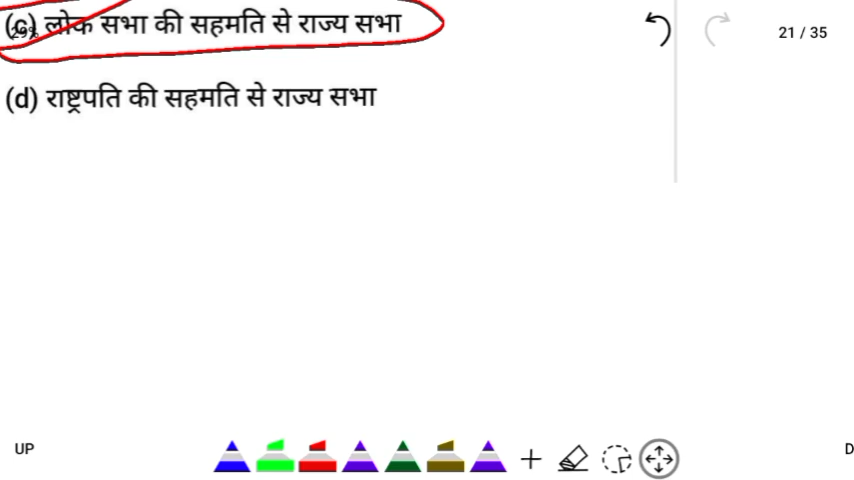 (c) लोक सभा की सहमति से राज्य सभा
21 / 35
(d) राष्ट्रपति की सहमति से राज्य सभा
UP
D